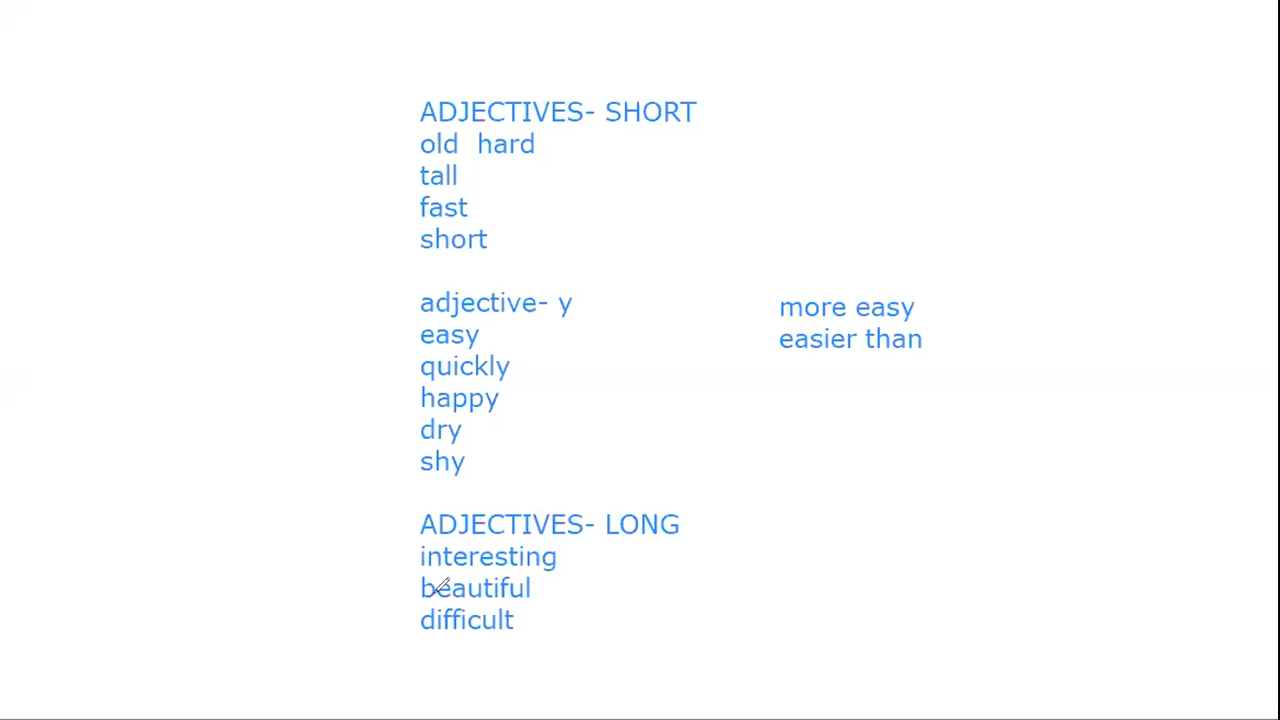 ADJECTIVES- SHORT
old  hard
tall
fast
short
adjective- y
easy
quickly
happy
dry
shy
more easy
easier than
ADJECTIVES- LONG
interesting
beautiful
difficult